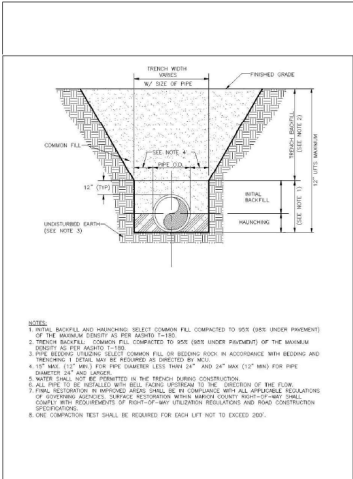 TRENCH WIDTH
VARIES
W/ SIZE OF PIPE
FINISHED GRADE
COMMON FILL
SEE NOTE 4
PIPE O.D.
12" (TYP)
UNDISTURBED EARTH
(SEE NOTE 3)
INITIAL
BACKFILL
HAUNCHING
(SEE NOTE 1)
TRENCH BACKFILL
(SEE NOTE 2)
12" LIFTS MAXIMUM
NOTES:
1. INITIAL BACKFILL AND HAUNCHING: SELECT COMMON FILL COMPACTED TO 95% (98% UNDER PAVEMENT)
OF THE MAXIMUM DENSITY AS PER AASHTO T-180.
2. TRENCH BACKFILL: COMMON FILL COMPACTED TO 95% (98% UNDER PAVEMENT) OF THE MAXIMUM
DENSITY AS PER AASHTO T-180.
3. PIPE BEDDING UTILIZING SELECT COMMON FILL OR BEDDING ROCK IN ACCORDANCE WITH BEDDING AND
TRENCHING 1 DETAIL MAY BE REQUIRED AS DIRECTED BY MCU.
4. 15" MAX. (12" MIN.) FOR PIPE DIAMETER LESS THAN 24" AND 24" MAX (12" MIN) FOR PIPE
DIAMETER 24" AND LARGER.
5. WATER SHALL NOT BE PERMITTED IN THE TRENCH DURING CONSTRUCTION.
6. ALL PIPE TO BE INSTALLED WITH BELL FACING UPSTREAM TO THE DIRECTION OF THE FLOW.
7. FINAL RESTORATION IN IMPROVED AREAS SHALL BE IN COMPLIANCE WITH ALL APPLICABLE REGULATIONS
OF GOVERNING AGENCIES. SURFACE RESTORATION WITHIN MARION COUNTY RIGHT-OF-WAY SHALL
COMPLY WITH REQUIREMENTS OF RIGHT-OF-WAY UTILIZATION REGULATIONS AND ROAD CONSTRUCTION
SPECIFICATIONS.
8. ONE COMPACTION TEST SHALL BE REQUIRED FOR EACH LIFT NOT TO EXCEED 200'.